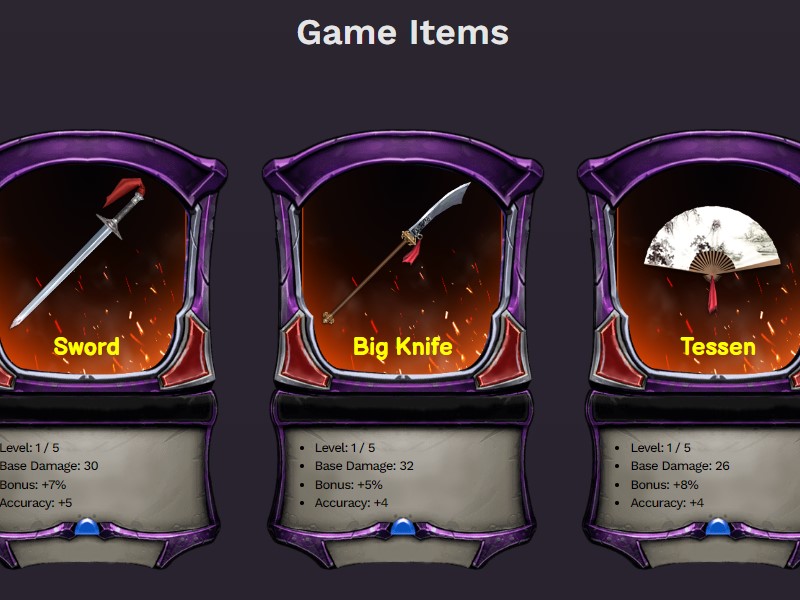 Game Items
Sword
Level: 1 / 5
Base Damage: 30
Bonus: +7%
Accuracy: +5
Big Knife
Level: 1 / 5
Base Damage: 32
Bonus: +5%
Accuracy: +4
Tessen
Level: 1 / 5
Base Damage: 26
Bonus: +8%
Accuracy: +4